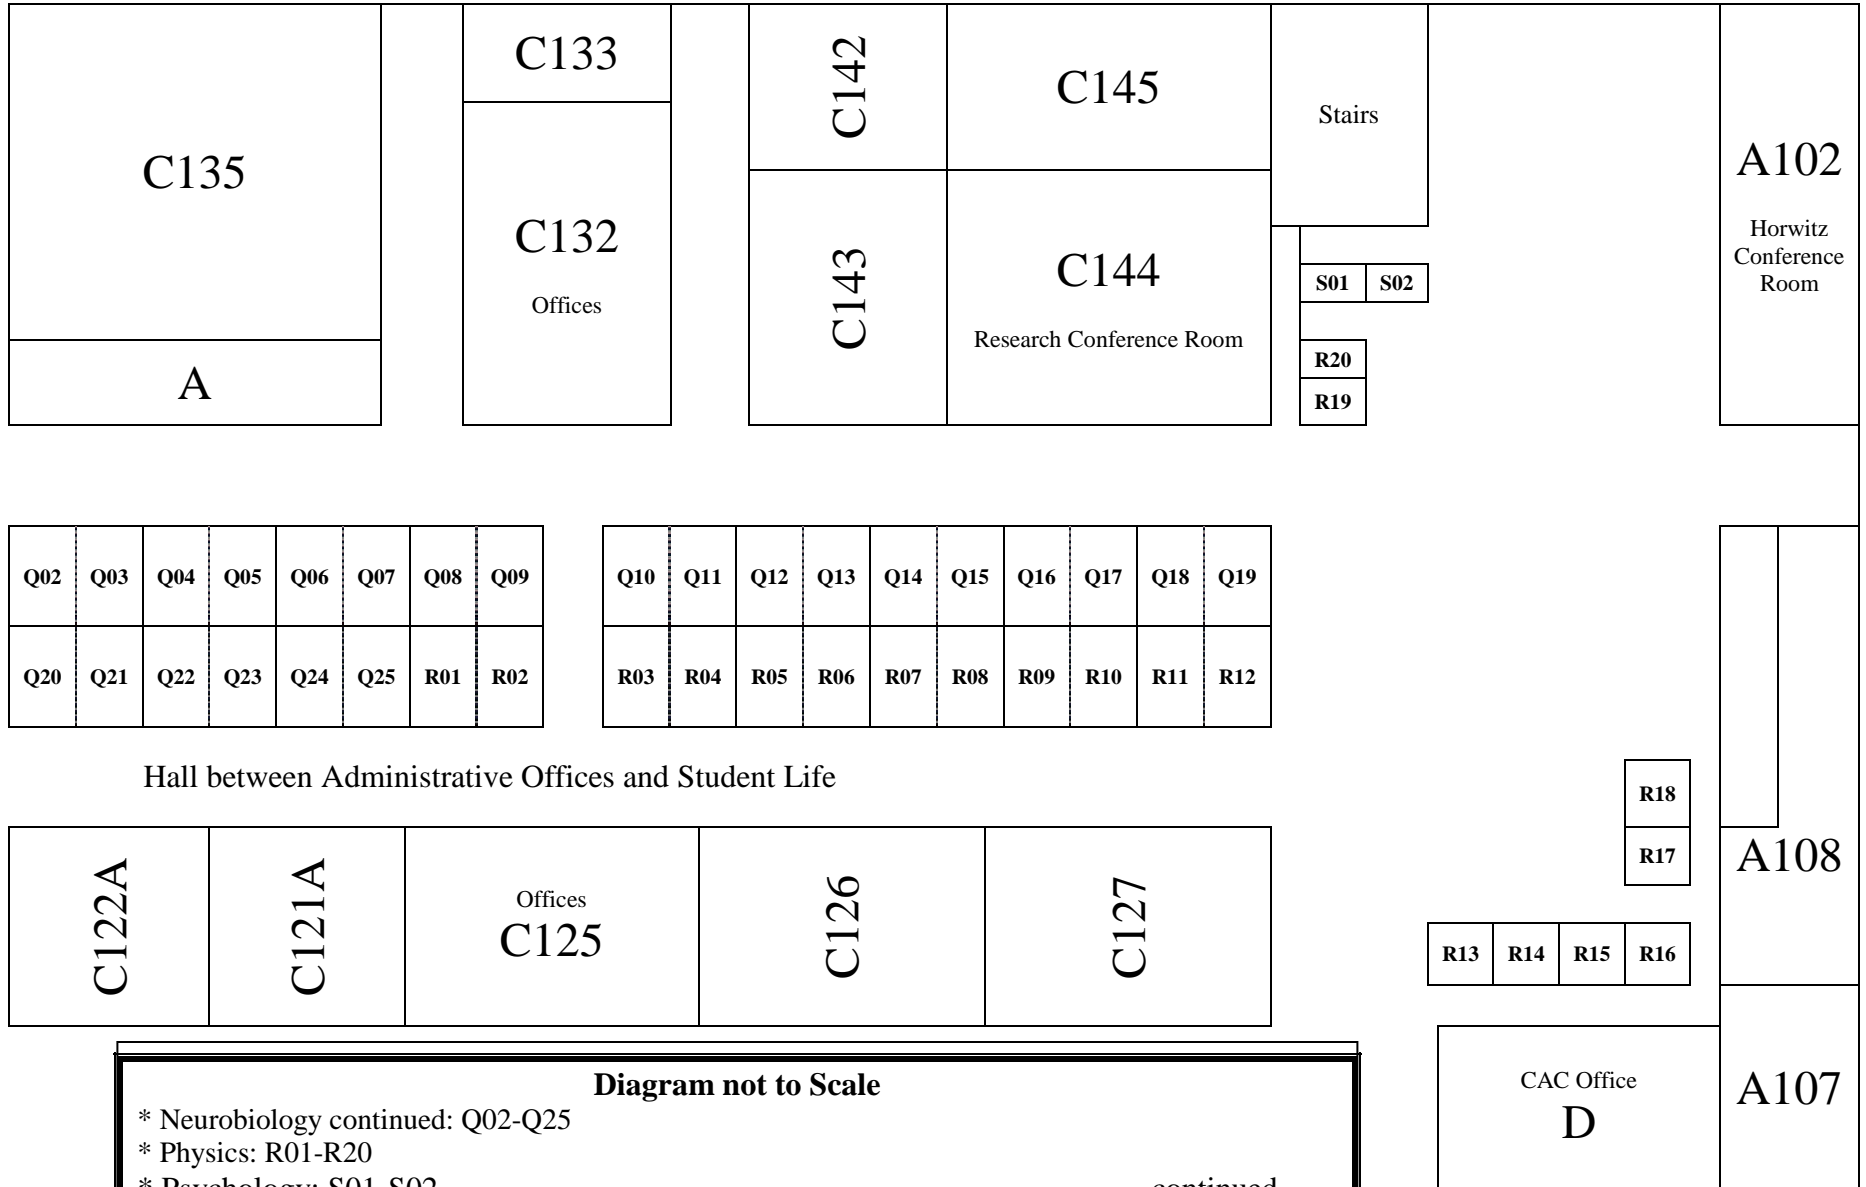 C135
A
C133
C132
Offices
C142
C143
C145
C144
Research Conference Room
Stairs
S01 S02
R20
R19
A102
Horwitz
Conference
Room
Q02 Q03 Q04 Q05 Q06 Q07 Q08 Q09 Q10 Q11 Q12 Q13 Q14 Q15 Q16 Q17 Q18 Q19
Q20 Q21 Q22 Q23 Q24 Q25 R01 R02 R03 R04 R05 R06 R07 R08 R09 R10 R11 R12
Hall between Administrative Offices and Student Life
R18
R17
A108
R13 R14 R15 R16
C122A
C121A
Offices
C125
C126
C127
CAC Office
D
A107
Diagram not to Scale
* Neurobiology continued: Q02-Q25
* Physics: R01-R20
* Psychology: S01-S02 continued